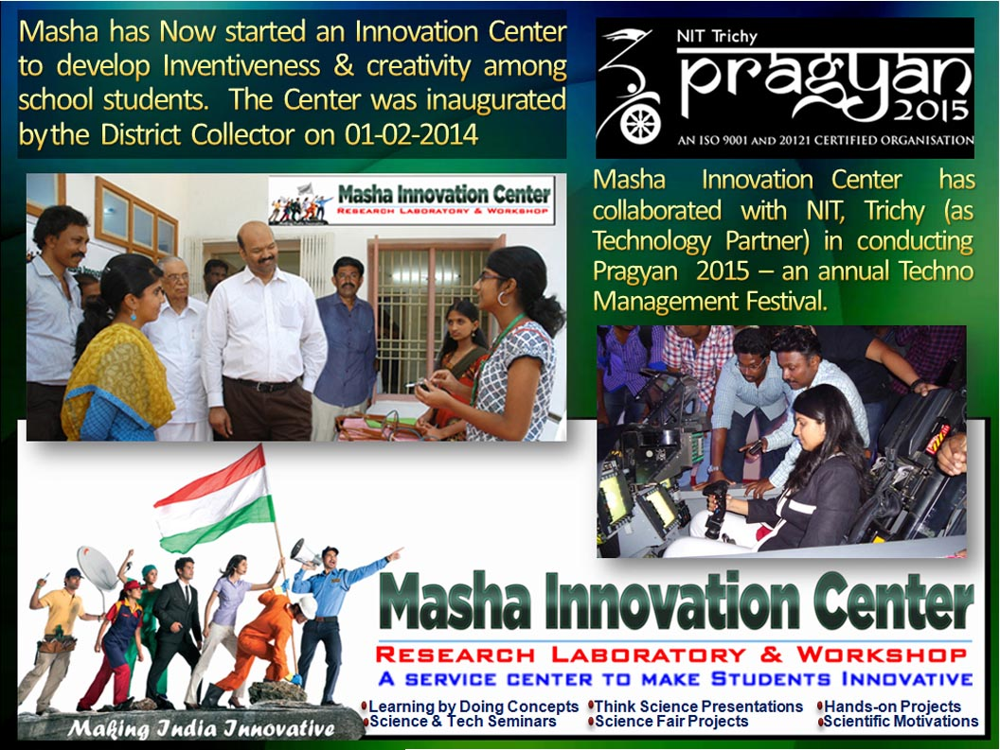 Masha has Now started an Innovation Center
to develop Inventiveness & creativity among
school students. The Center was inaugurated
by the District Collector on 01-02-2014
NIT Trichy
pragyan
2015
AN ISO 9001 AND 20121 CERTIFIED ORGANISATION
Masha Innovation Center has
collaborated with NIT, Trichy (as
Technology Partner) in conducting
Pragyan 2015 – an annual Techno
Management Festival.
Masha Innovation Center
Research Laboratory & Workshop
Making India Innovative
Masha Innovation Center
Research Laboratory & Workshop
A service center to make Students Innovative
Learning by Doing Concepts Think Science Presentations Hands-on Projects
Science & Tech Seminars Science Fair Projects Scientific Motivations
Making India Innovative